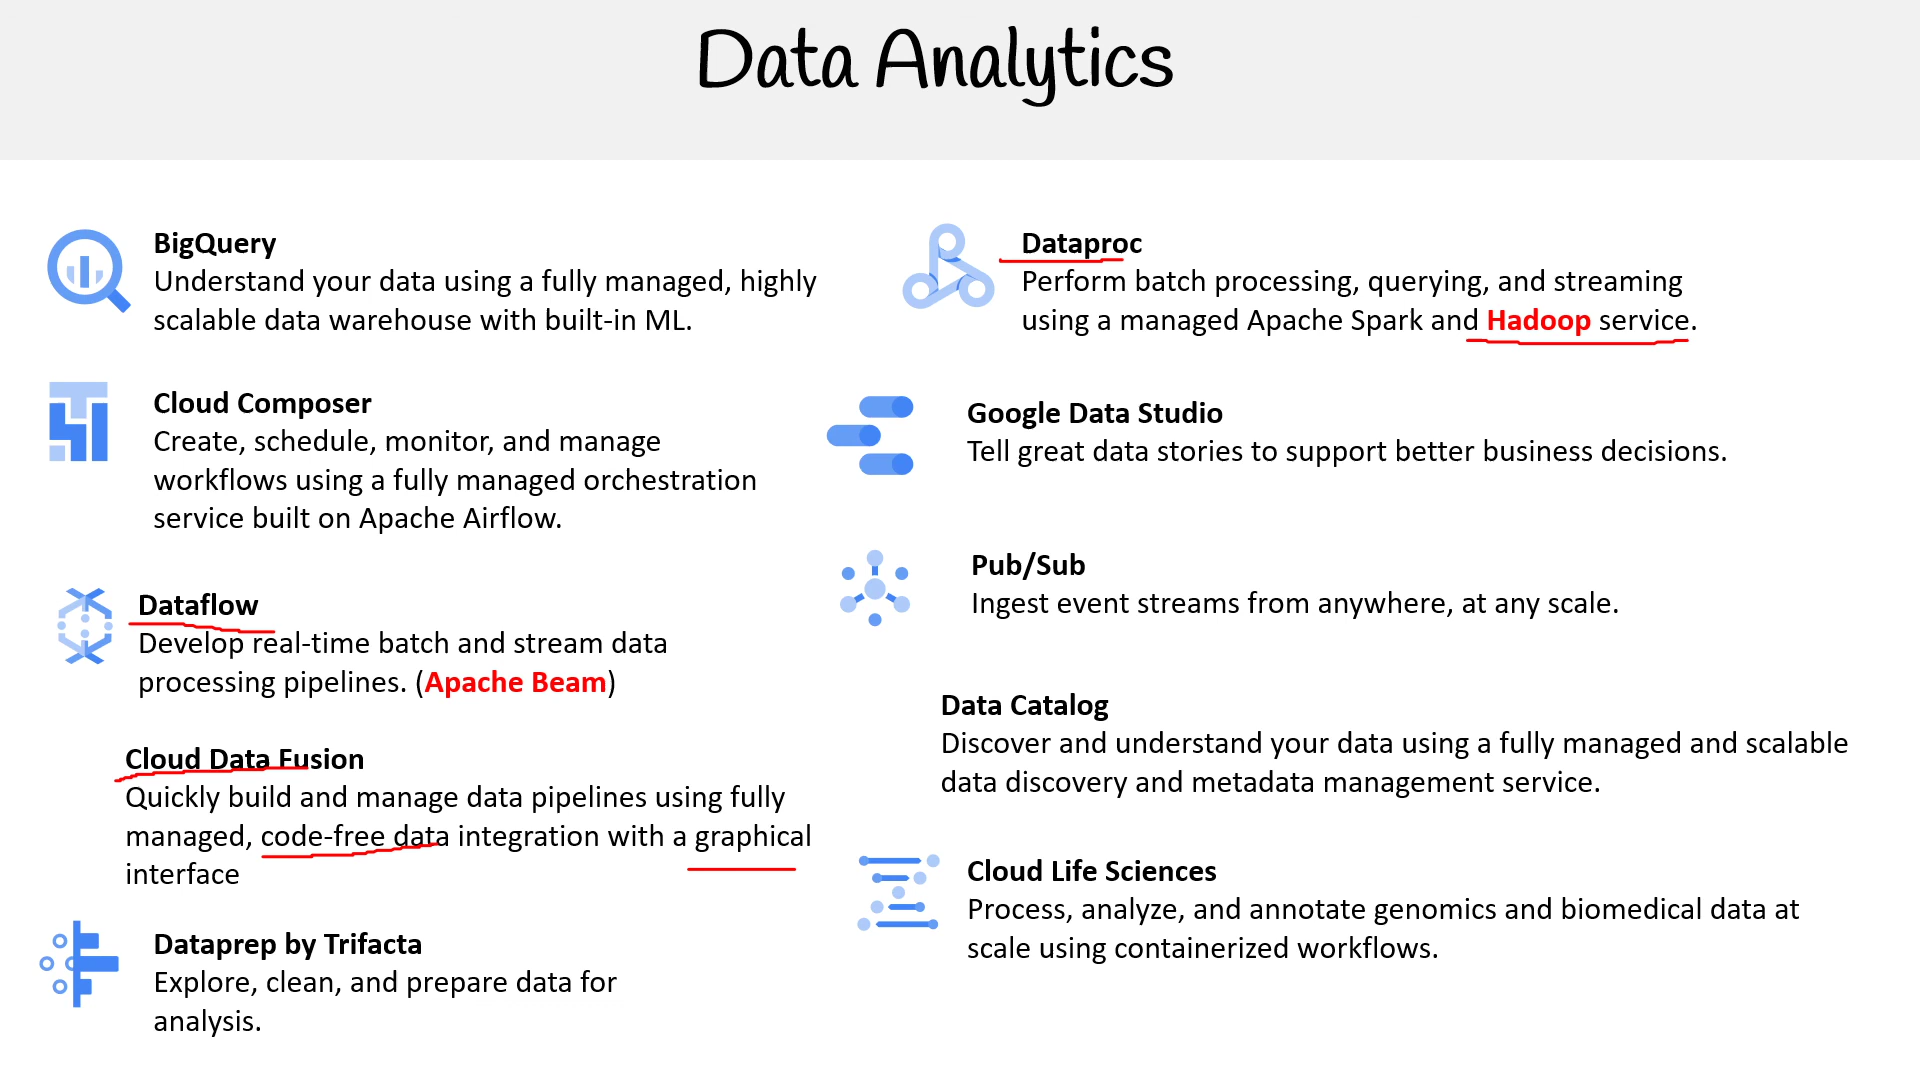 Data Analytics
BigQuery
Understand your data using a fully managed, highly
scalable data warehouse with built-in ML.
Cloud Composer
Create, schedule, monitor, and manage
workflows using a fully managed orchestration
service built on Apache Airflow.
Dataflow
Develop real-time batch and stream data
processing pipelines. (Apache Beam)
Cloud Data Fusion
Quickly build and manage data pipelines using fully
managed, code-free data integration with a graphical
interface
Dataprep by Trifacta
Explore, clean, and prepare data for
analysis.
Dataproc
Perform batch processing, querying, and streaming
using a managed Apache Spark and Hadoop service.
Google Data Studio
Tell great data stories to support better business decisions.
Pub/Sub
Ingest event streams from anywhere, at any scale.
Data Catalog
Discover and understand your data using a fully managed and scalable
data discovery and metadata management service.
Cloud Life Sciences
Process, analyze, and annotate genomics and biomedical data at
scale using containerized workflows.